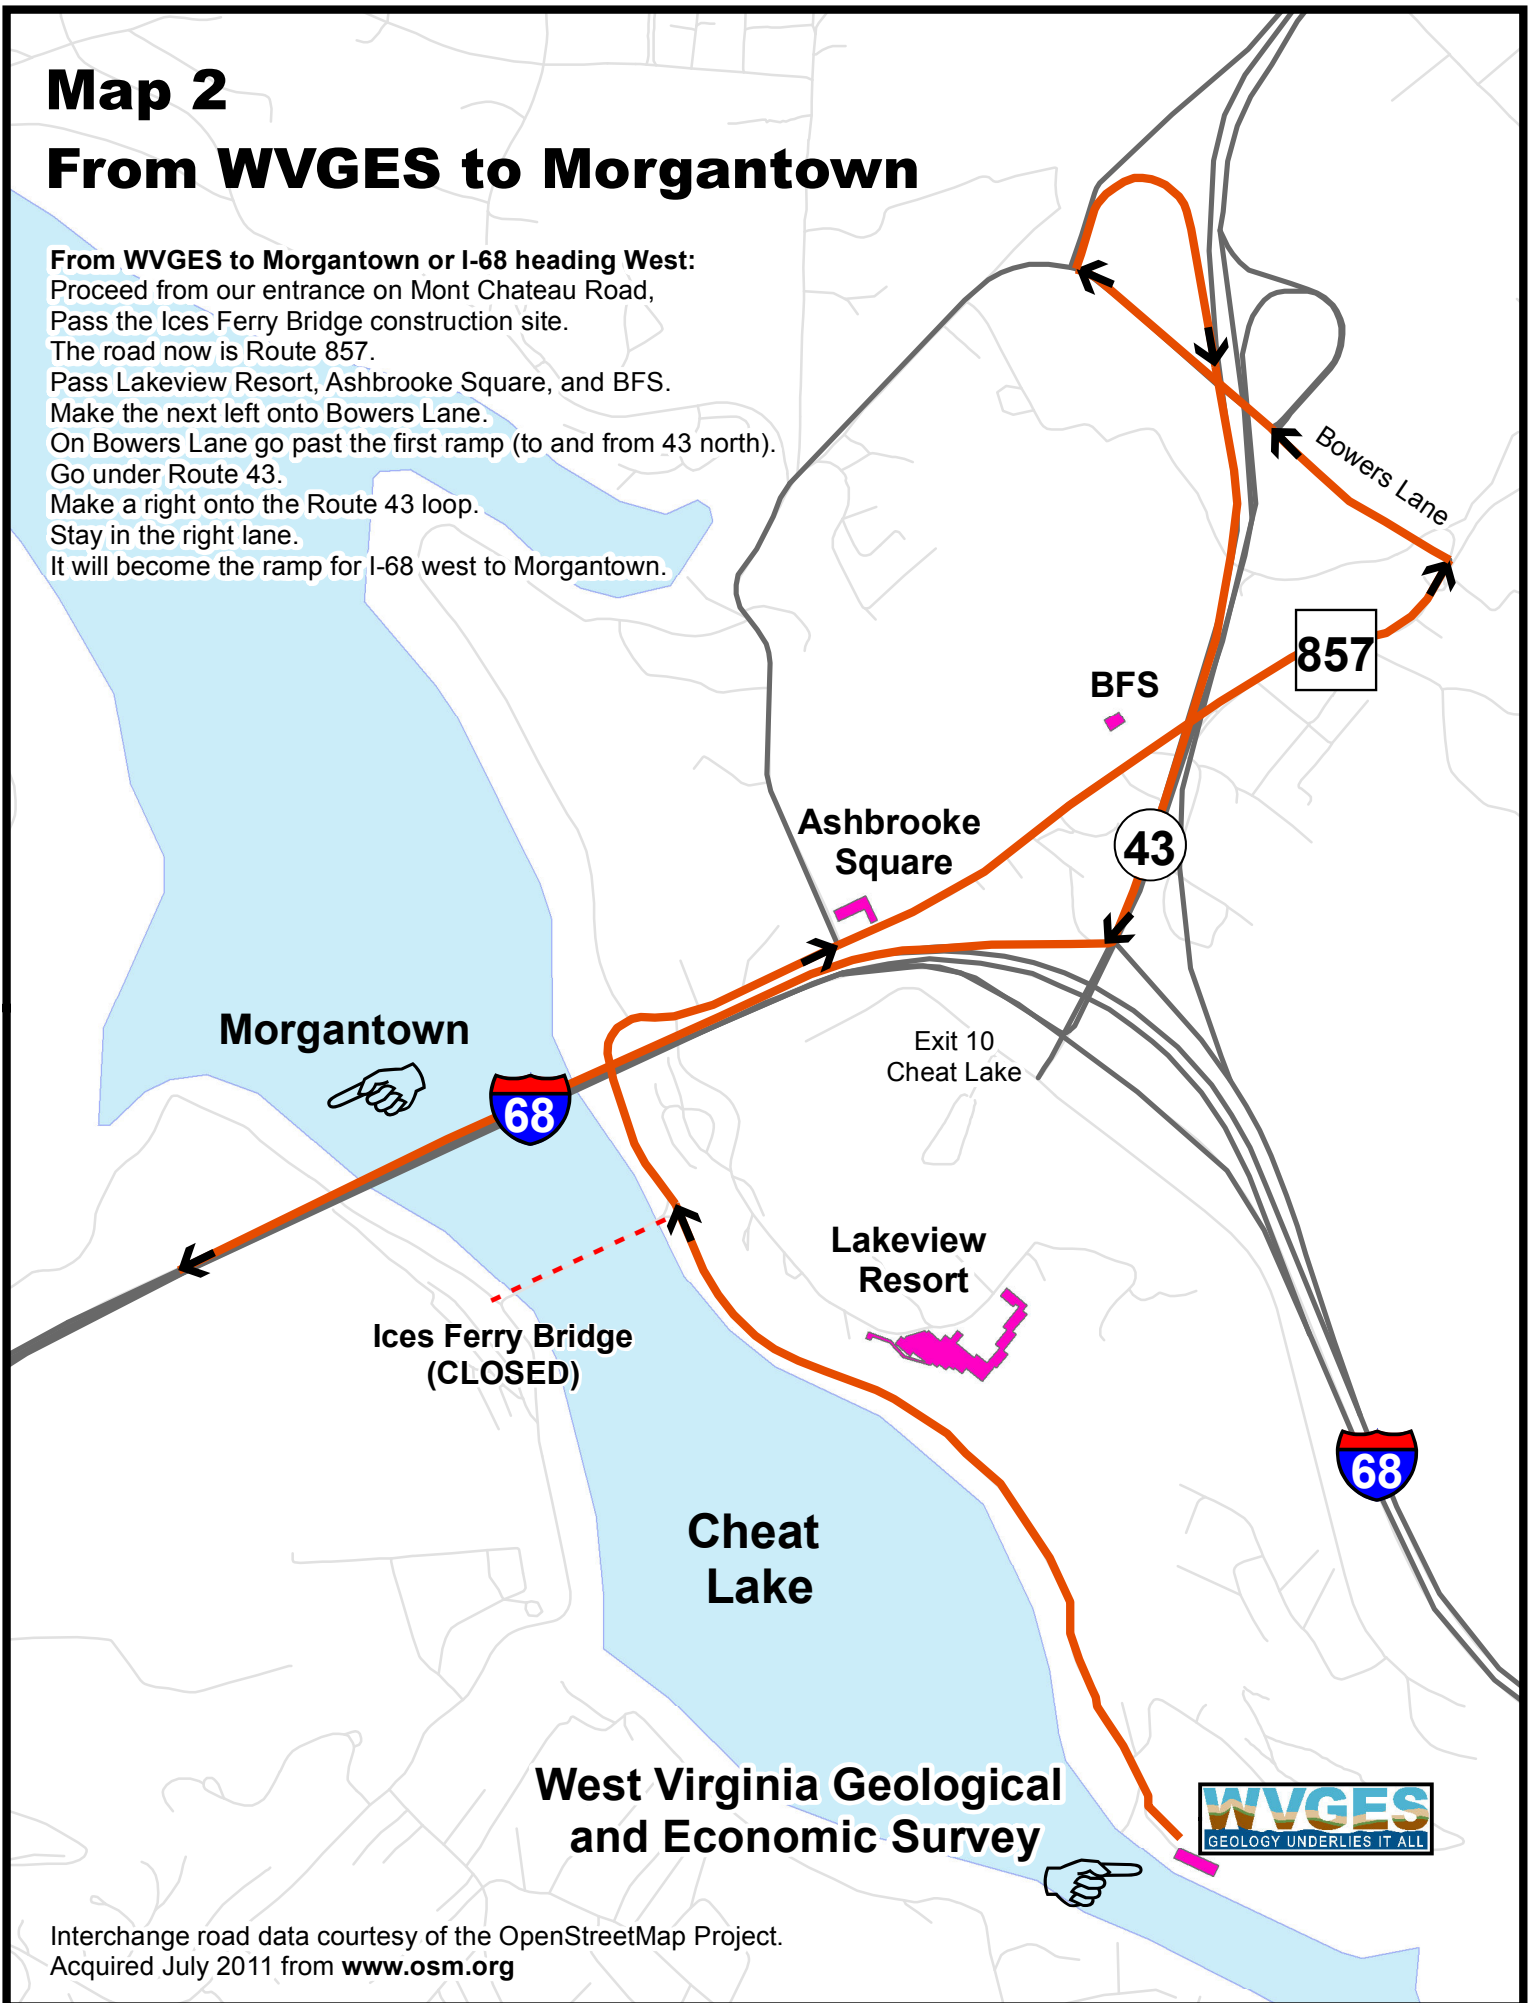 Map 2
From WVGES to Morgantown
From WVGES to Morgantown or I-68 heading West:
Proceed from our entrance on Mont Chateau Road,
Pass the Ices Ferry Bridge construction site.
The road now is Route 857.
Pass Lakeview Resort, Ashbrooke Square, and BFS.
Make the next left onto Bowers Lane.
On Bowers Lane go past the first ramp (to and from 43 north).
Go under Route 43.
Make a right onto the Route 43 loop.
Stay in the right lane.
It will become the ramp for I-68 west to Morgantown.
Bowers Lane
857
BFS
Ashbrooke
Square
43
Morgantown
68
Exit 10
Cheat Lake
Lakeview
Resort
Ices Ferry Bridge
(CLOSED)
68
Cheat
Lake
West Virginia Geological
and Economic Survey
WVGES
GEOLOGY UNDERLIES IT ALL
Interchange road data courtesy of the OpenStreetMap Project.
Acquired July 2011 from www.osm.org